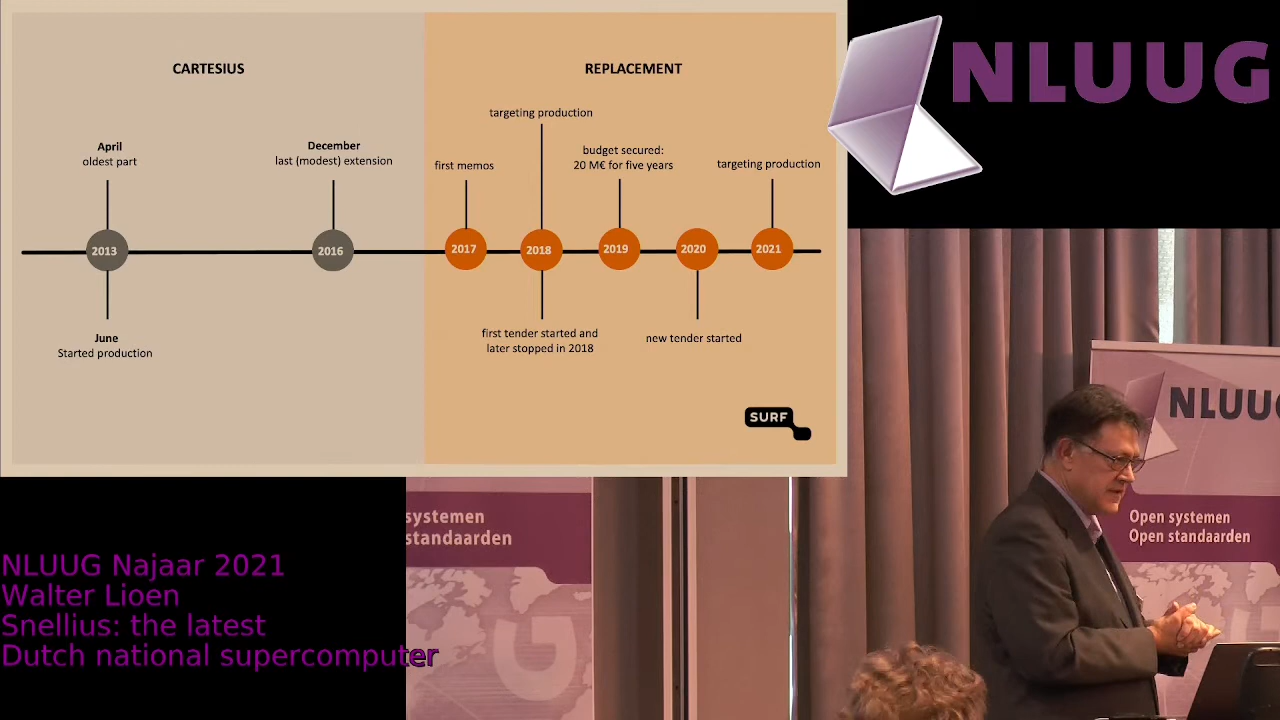 CARTESIUS
REPLACEMENT
targeting production
April
oldest part
December
last (modest) extension
first memos
budget secured:
20 M€ for five years
targeting production
2013
2016
2017
2018
2019
2020
2021
June
Started production
first tender started and
later stopped in 2018
new tender started
SURF
NLUUG
NLUU
systemen
standaarden
Open systemen
Open standaarden
G
NLUUG Najaar 2021
Walter Lioen
Snellius: the latest
Dutch national supercomputer